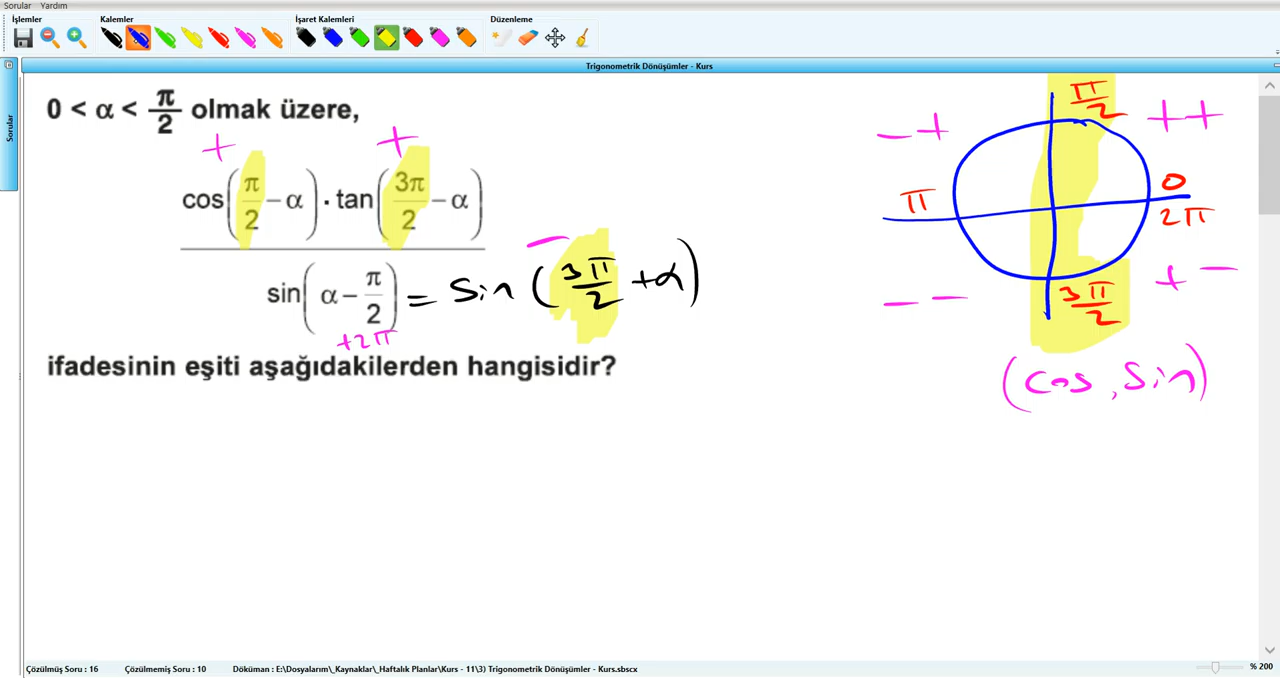 Sorular Yardım
İşlemler Kalemler İşaret Kalemleri Düzenleme
Trigonometrik Dönüşümler - Kurs
Sorular
0 < α < π/2 olmak üzere,
+ +
cos(π/2 - α) · tan(3π/2 - α)
sin(α - π/2) = sin(3π/2 + α)
−
+2π
ifadesinin eşiti aşağıdakilerden hangisidir?
π/2
− + + +
π 0
2π
− − + −
3π/2
(cos, sin)
Çözülmüş Soru : 16 Çözülmemiş Soru : 10 Döküman : E:\Dosyalarım\_Kaynaklar\_Haftalık Planlar\Kurs - 11\3) Trigonometrik Dönüşümler - Kurs.sbscx % 200